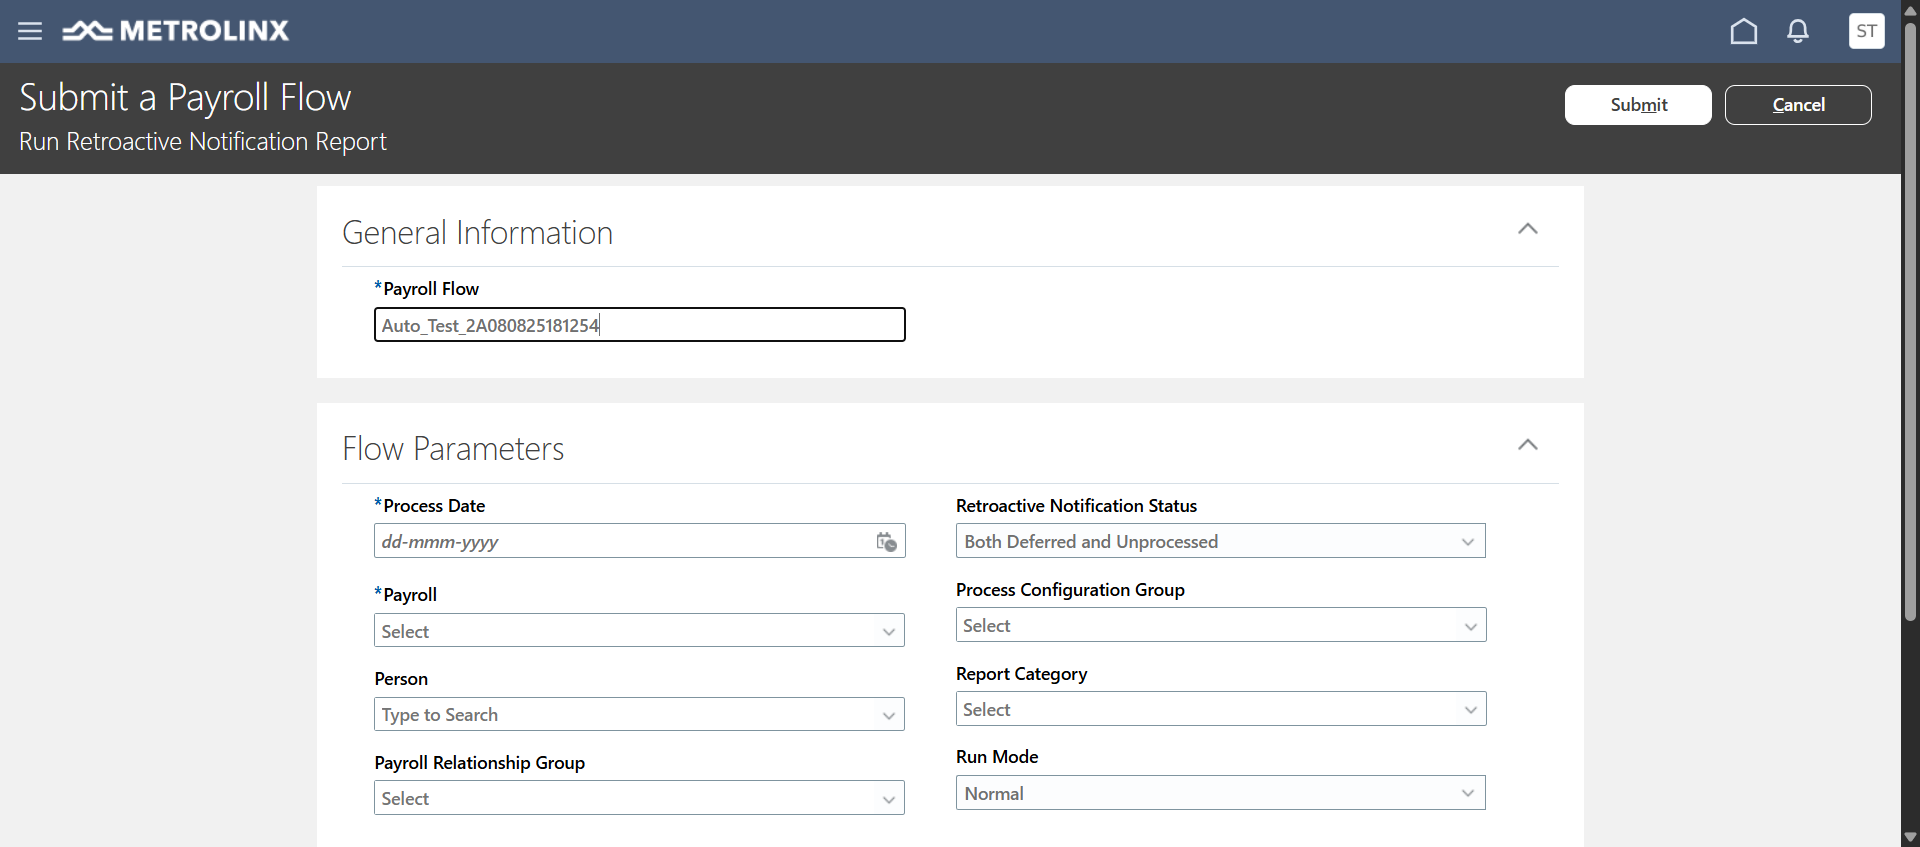 METROLINX
ST
Submit a Payroll Flow
Run Retroactive Notification Report
Submit
Cancel
General Information
*Payroll Flow
Auto_Test_2A080825181254
Flow Parameters
*Process Date
dd-mmm-yyyy
*Payroll
Select
Person
Type to Search
Payroll Relationship Group
Select
Retroactive Notification Status
Both Deferred and Unprocessed
Process Configuration Group
Select
Report Category
Select
Run Mode
Normal